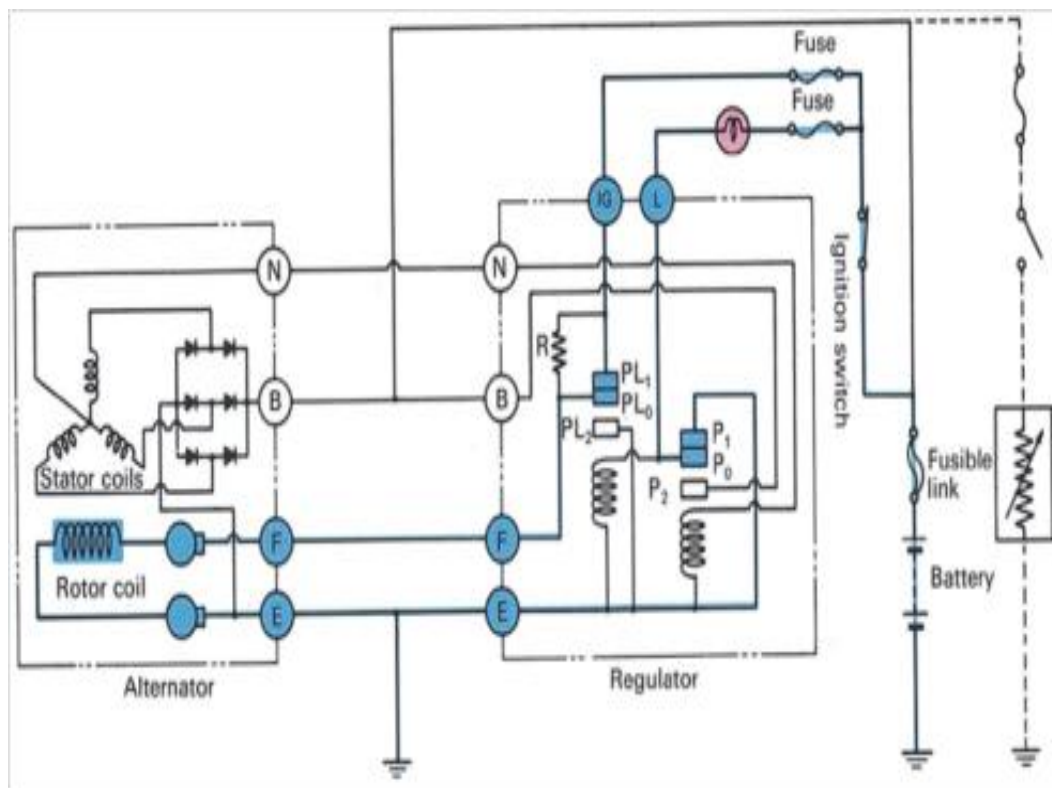 Fuse
Fuse
IG
L
Ignition switch
N
N
R
PL1
PL0
B
B
PL2
P1
P0
P2
Stator coils
Fusible
link
F
F
Rotor coil
Battery
E
E
Alternator
Regulator